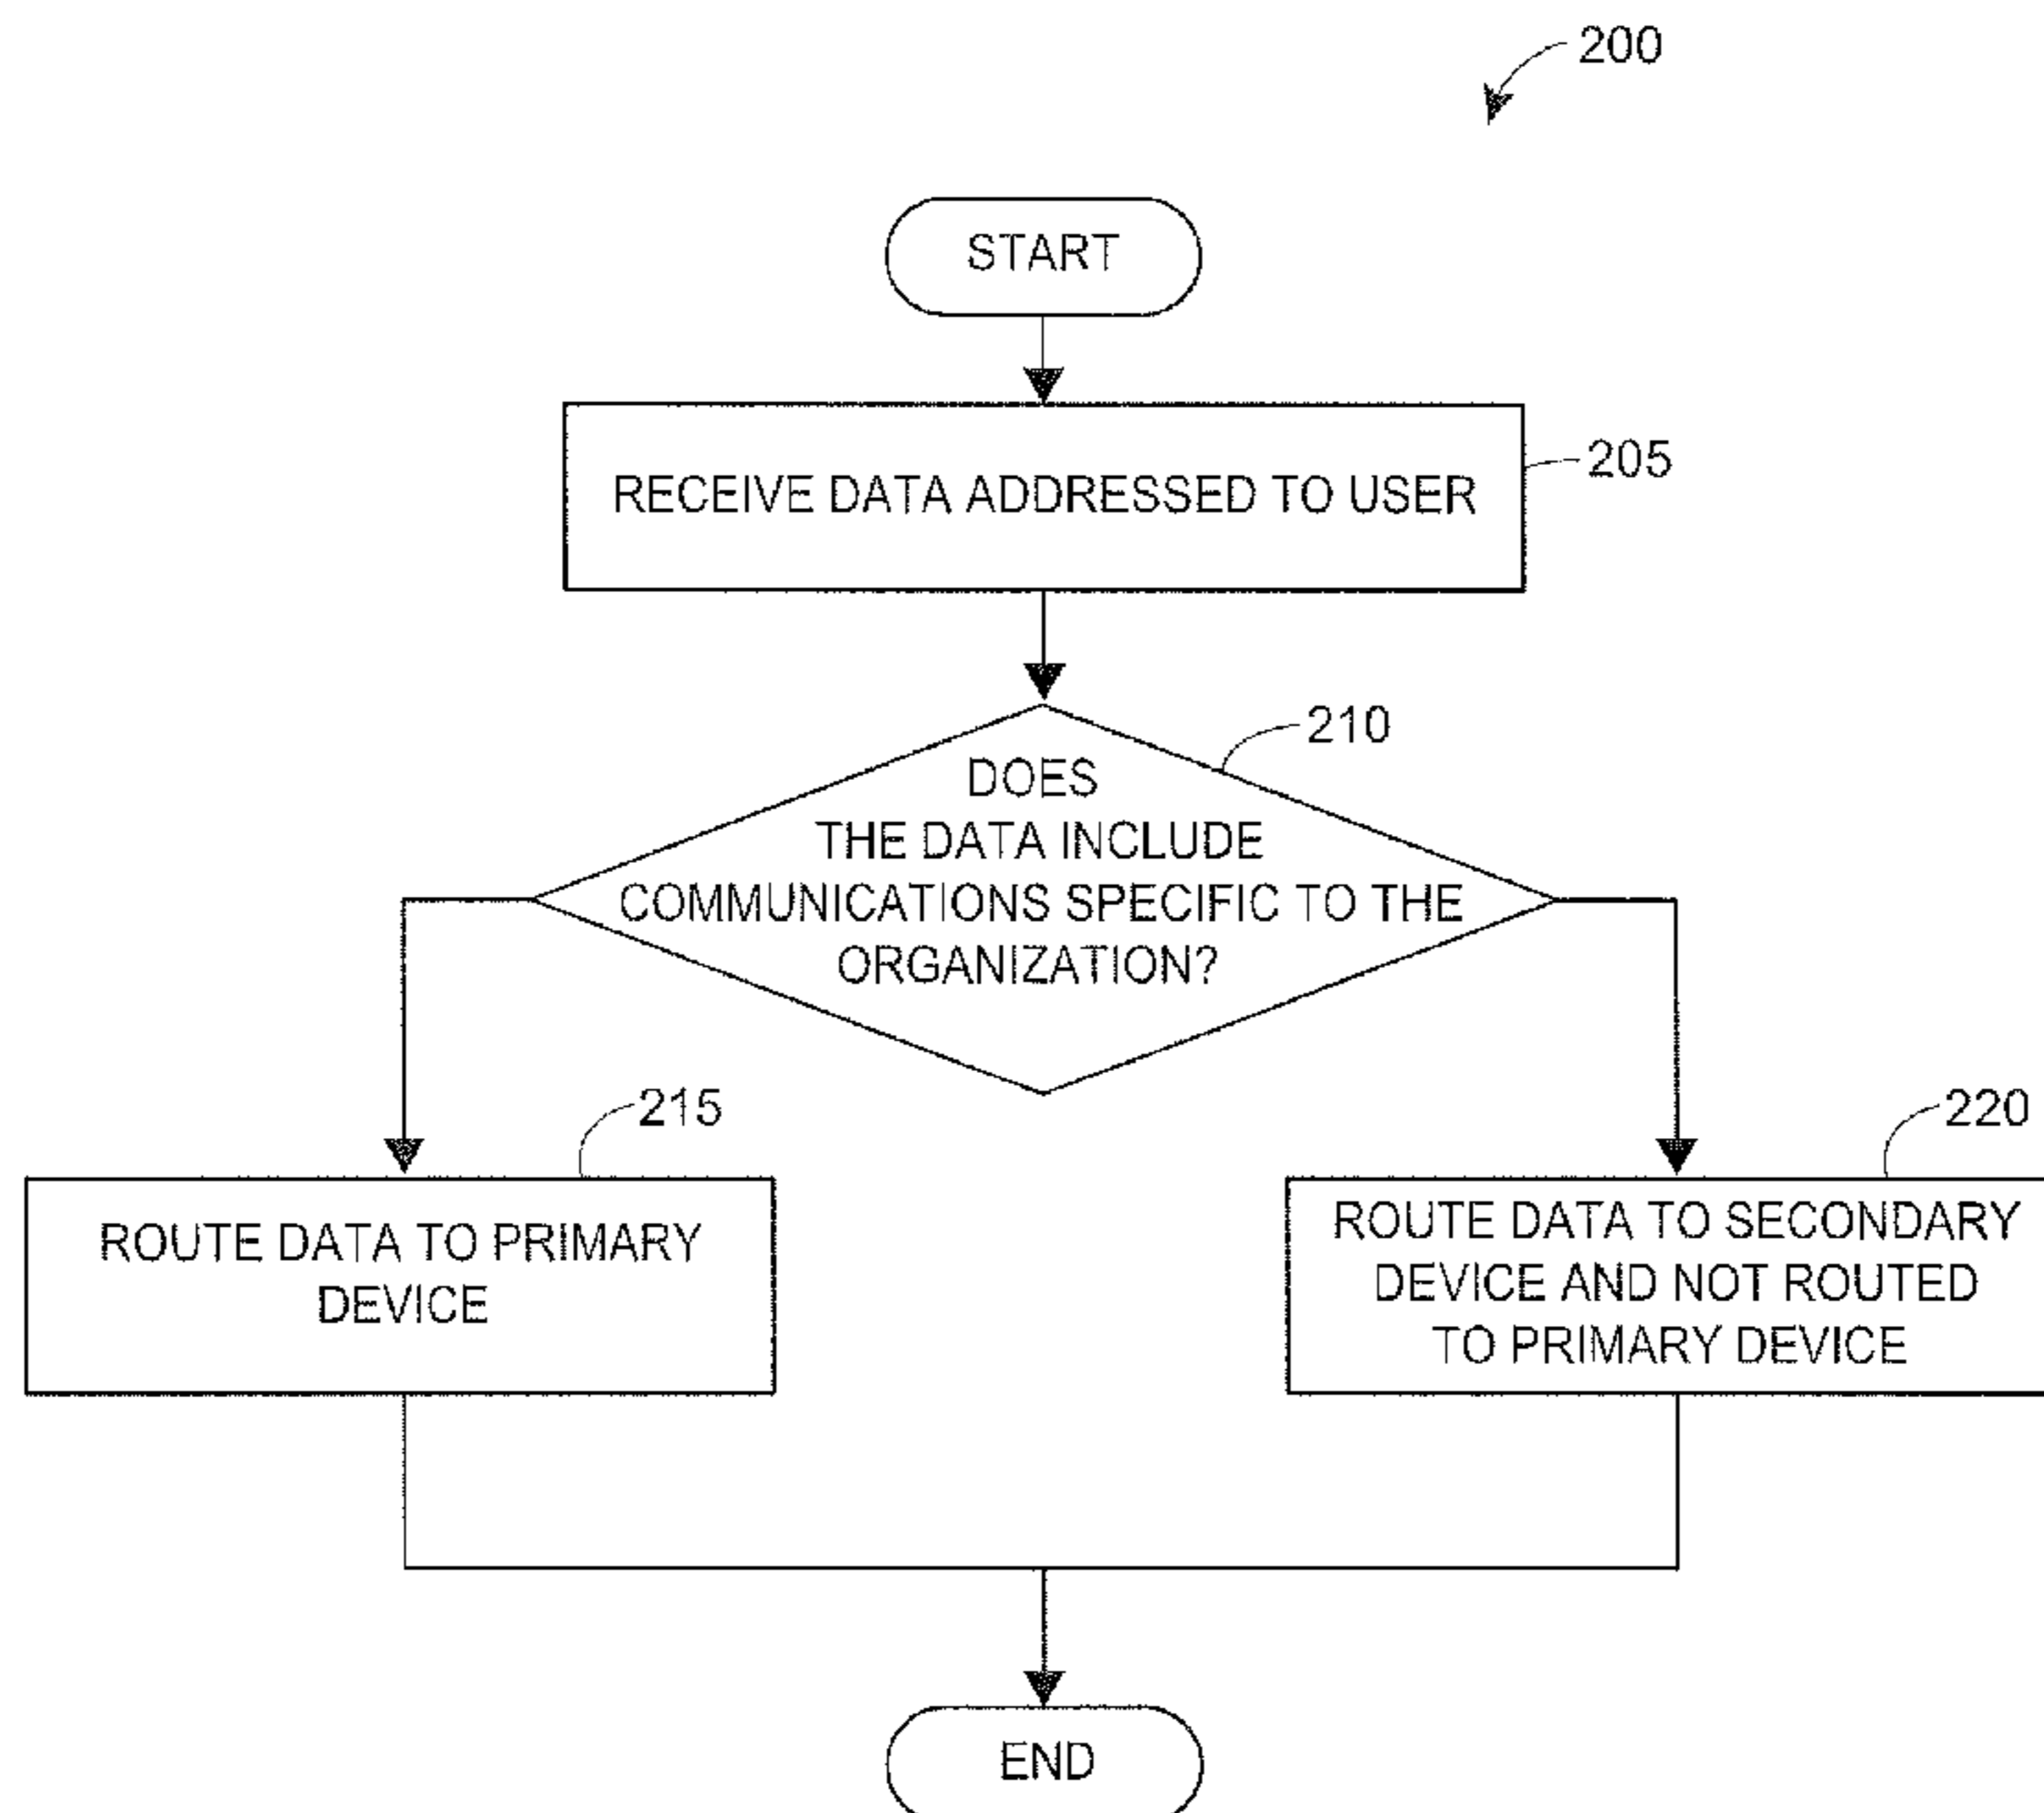 200
START
RECEIVE DATA ADDRESSED TO USER
205
210
DOES
THE DATA INCLUDE
COMMUNICATIONS SPECIFIC TO THE
ORGANIZATION?
215
220
ROUTE DATA TO PRIMARY
DEVICE
ROUTE DATA TO SECONDARY
DEVICE AND NOT ROUTED
TO PRIMARY DEVICE
END